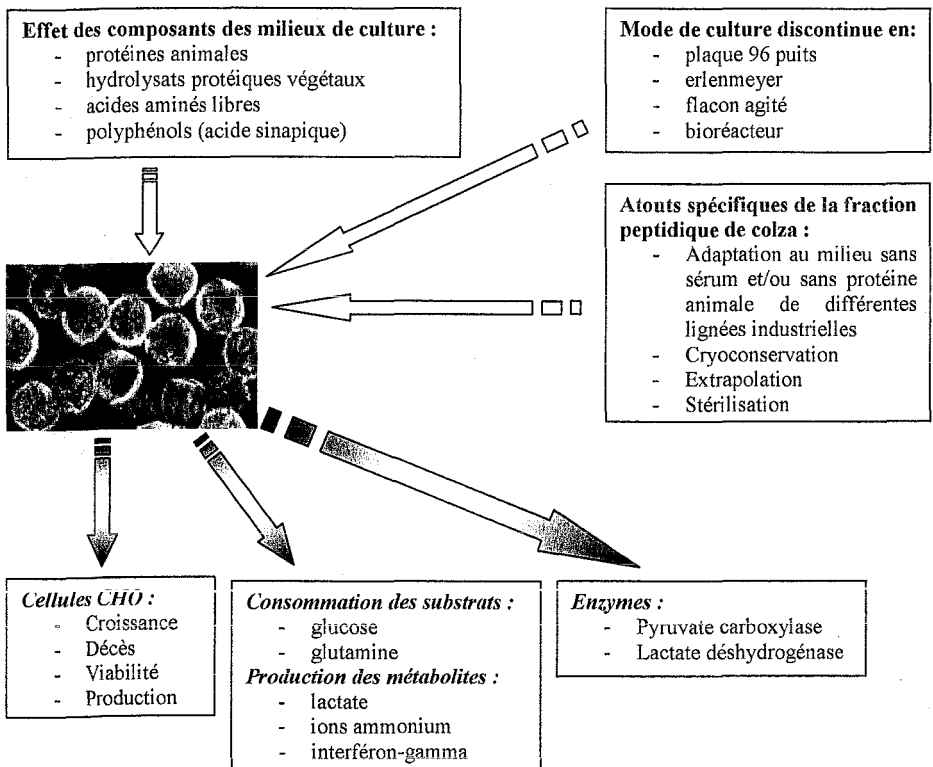 Effet des composants des milieux de culture :
- protéines animales
- hydrolysats protéiques végétaux
- acides aminés libres
- polyphénols (acide sinapique)
Mode de culture discontinue en:
- plaque 96 puits
- erlenmeyer
- flacon agité
- bioréacteur
Atouts spécifiques de la fraction
peptidique de colza :
- Adaptation au milieu sans
sérum et/ou sans protéine
animale de différentes
lignées industrielles
- Cryoconservation
- Extrapolation
- Stérilisation
Cellules CHO :
- Croissance
- Décès
- Viabilité
- Production
Consommation des substrats :
- glucose
- glutamine
Production des métabolites :
- lactate
- ions ammonium
- interféron-gamma
Enzymes :
- Pyruvate carboxylase
- Lactate déshydrogénase